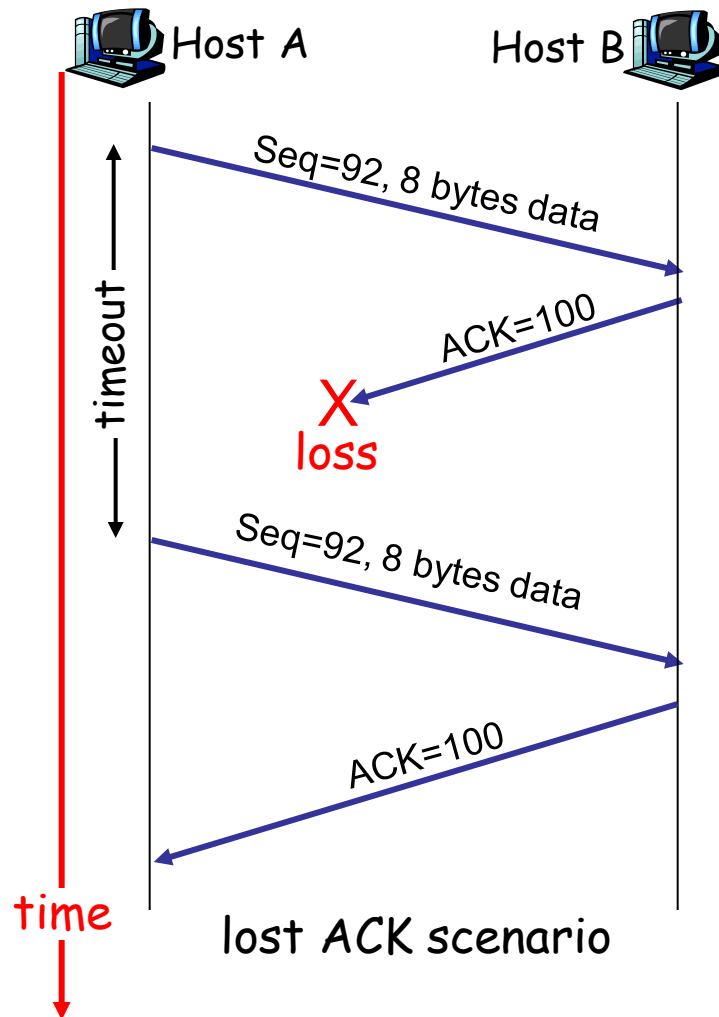 Host A
Host B
Seq=92, 8 bytes data
ACK=100
timeout
X
loss
Seq=92, 8 bytes data
ACK=100
time
lost ACK scenario